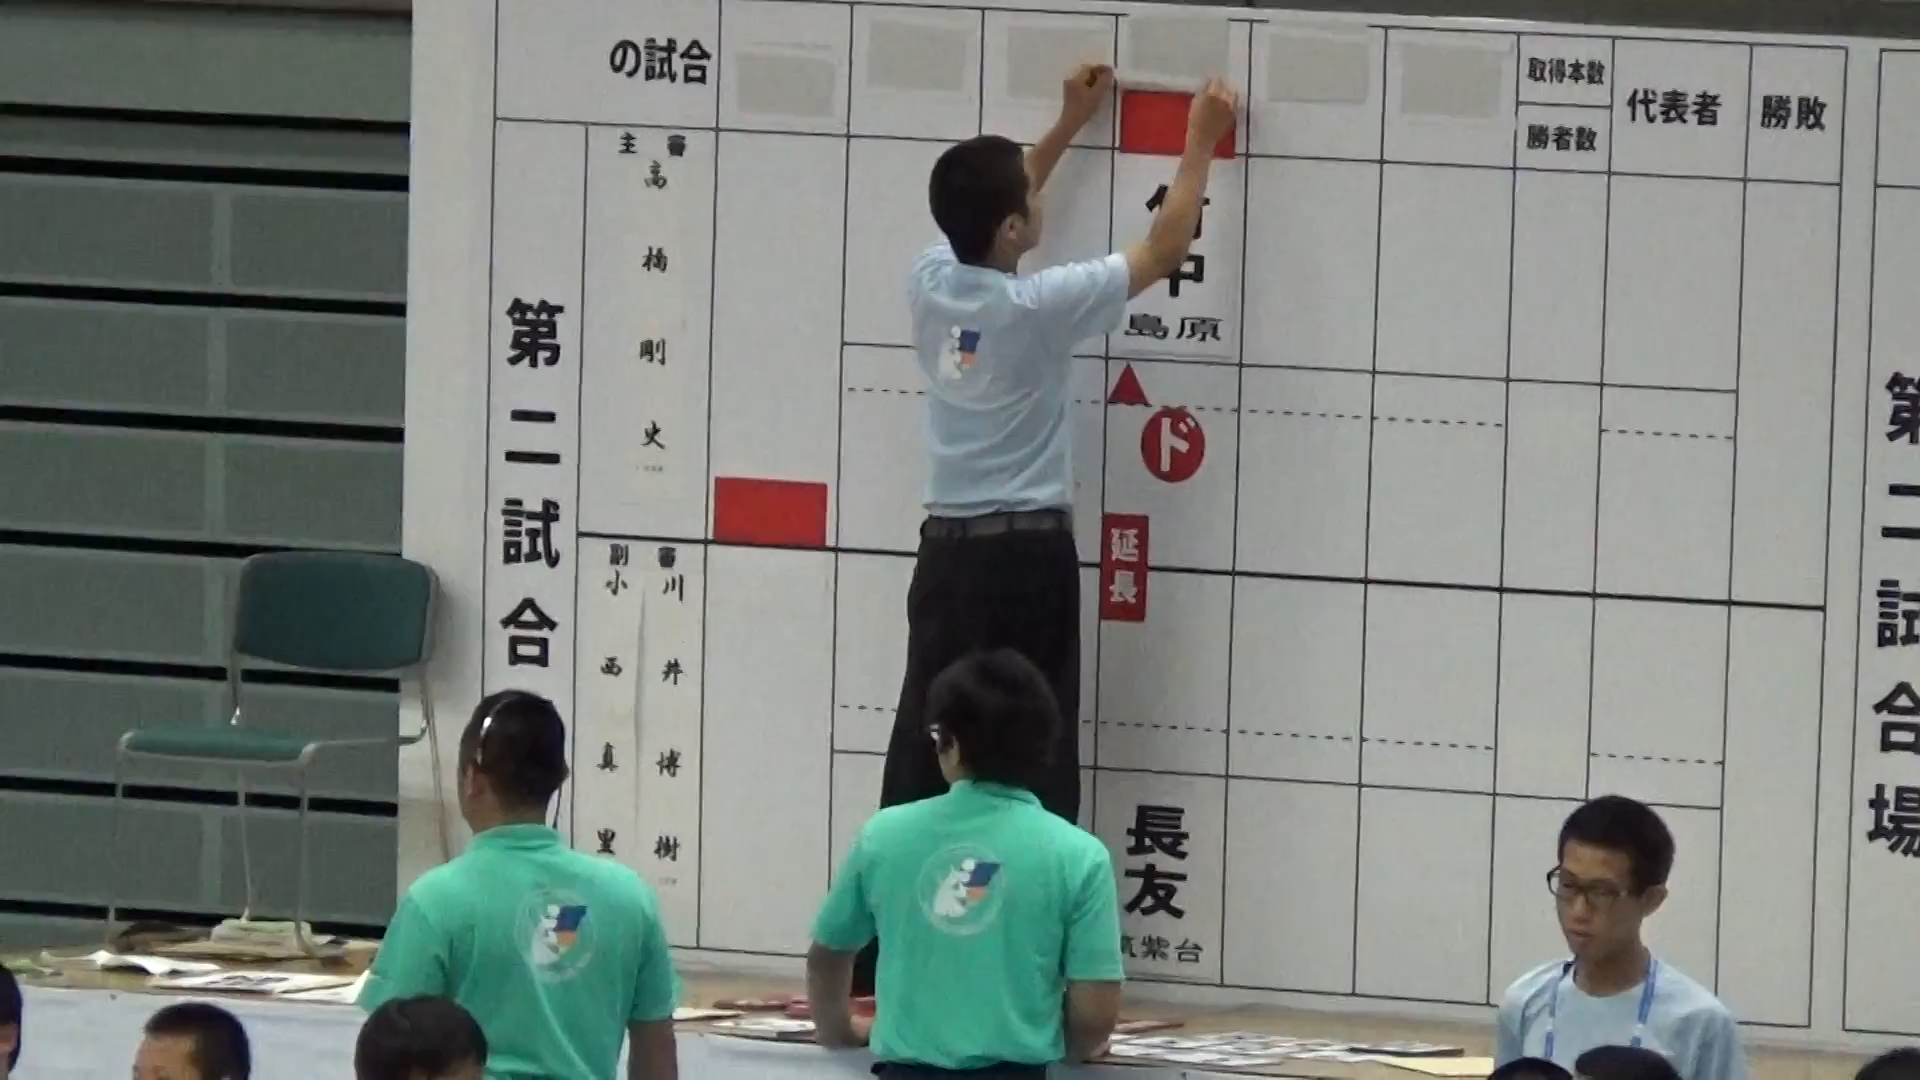 の試合
取得本数
勝者数
代表者
勝敗
第二試合
主審
高橋剛史
副審
小西真里
川井博樹
竹中
島原
ド
延長
長友
筑紫台
第二試合場